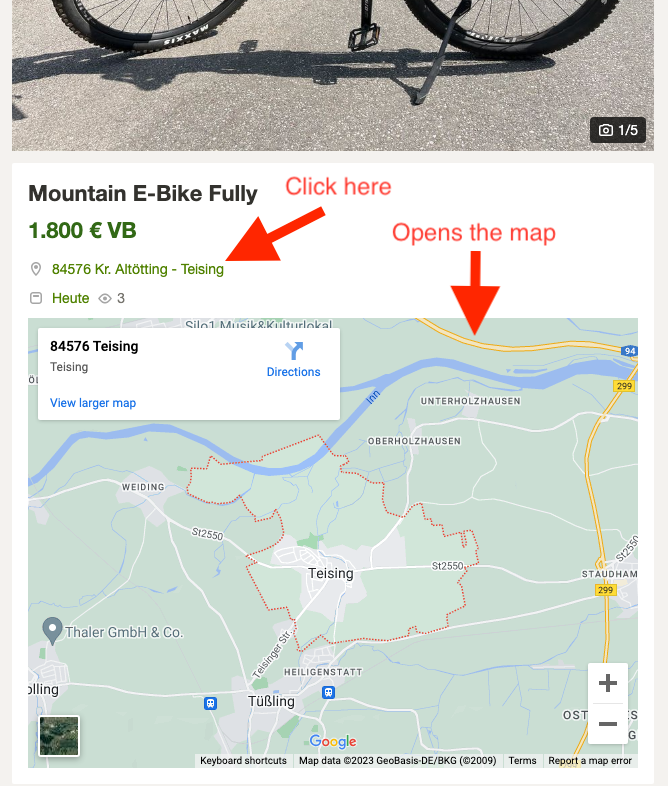 MAXXIS
1/5
Mountain E-Bike Fully
Click here
1.800 € VB
Opens the map
84576 Kr. Altötting - Teising
Heute 3
Silo1 Musik&Kulturlokal
84576 Teising
Teising
Directions
View larger map
94
299
Inn
UNTERHOLZHAUSEN
OBERHOLZHAUSEN
WEIDING
St2550
St2550
St2550
Teising
STAUDHAM
299
Thaler GmbH & Co.
Teisinger Str.
HEILIGENSTATT
olling
Tüßling
OST
ES
G
Google
Keyboard shortcuts
Map data ©2023 GeoBasis-DE/BKG (©2009)
Terms
Report a map error